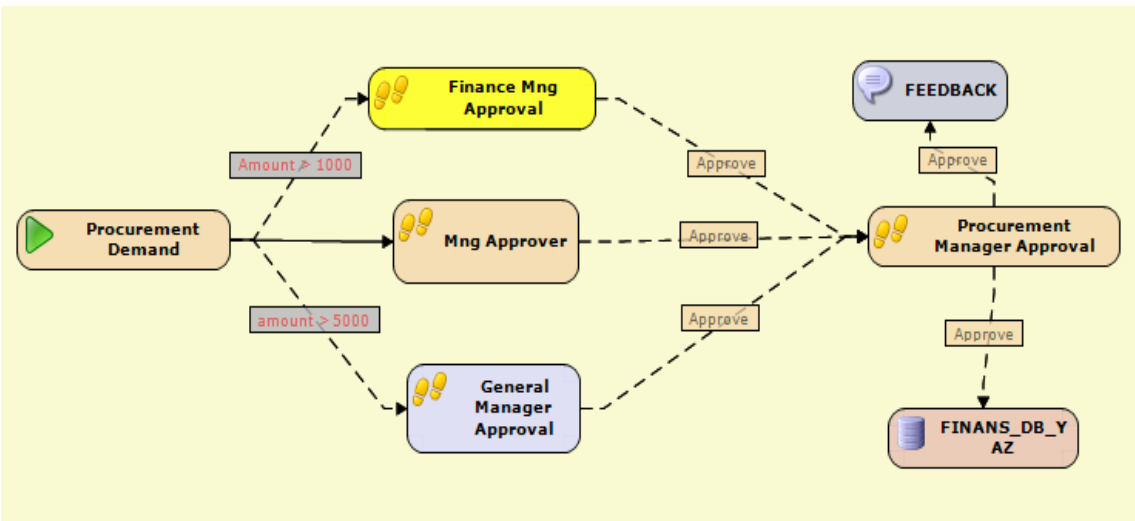 Finance Mng
Approval
FEEDBACK
Amount > 1000
Approve
Approve
Procurement
Demand
Mng Approver
Approve
Procurement
Manager Approval
amount > 5000
Approve
Approve
General
Manager
Approval
FINANS_DB_Y
AZ